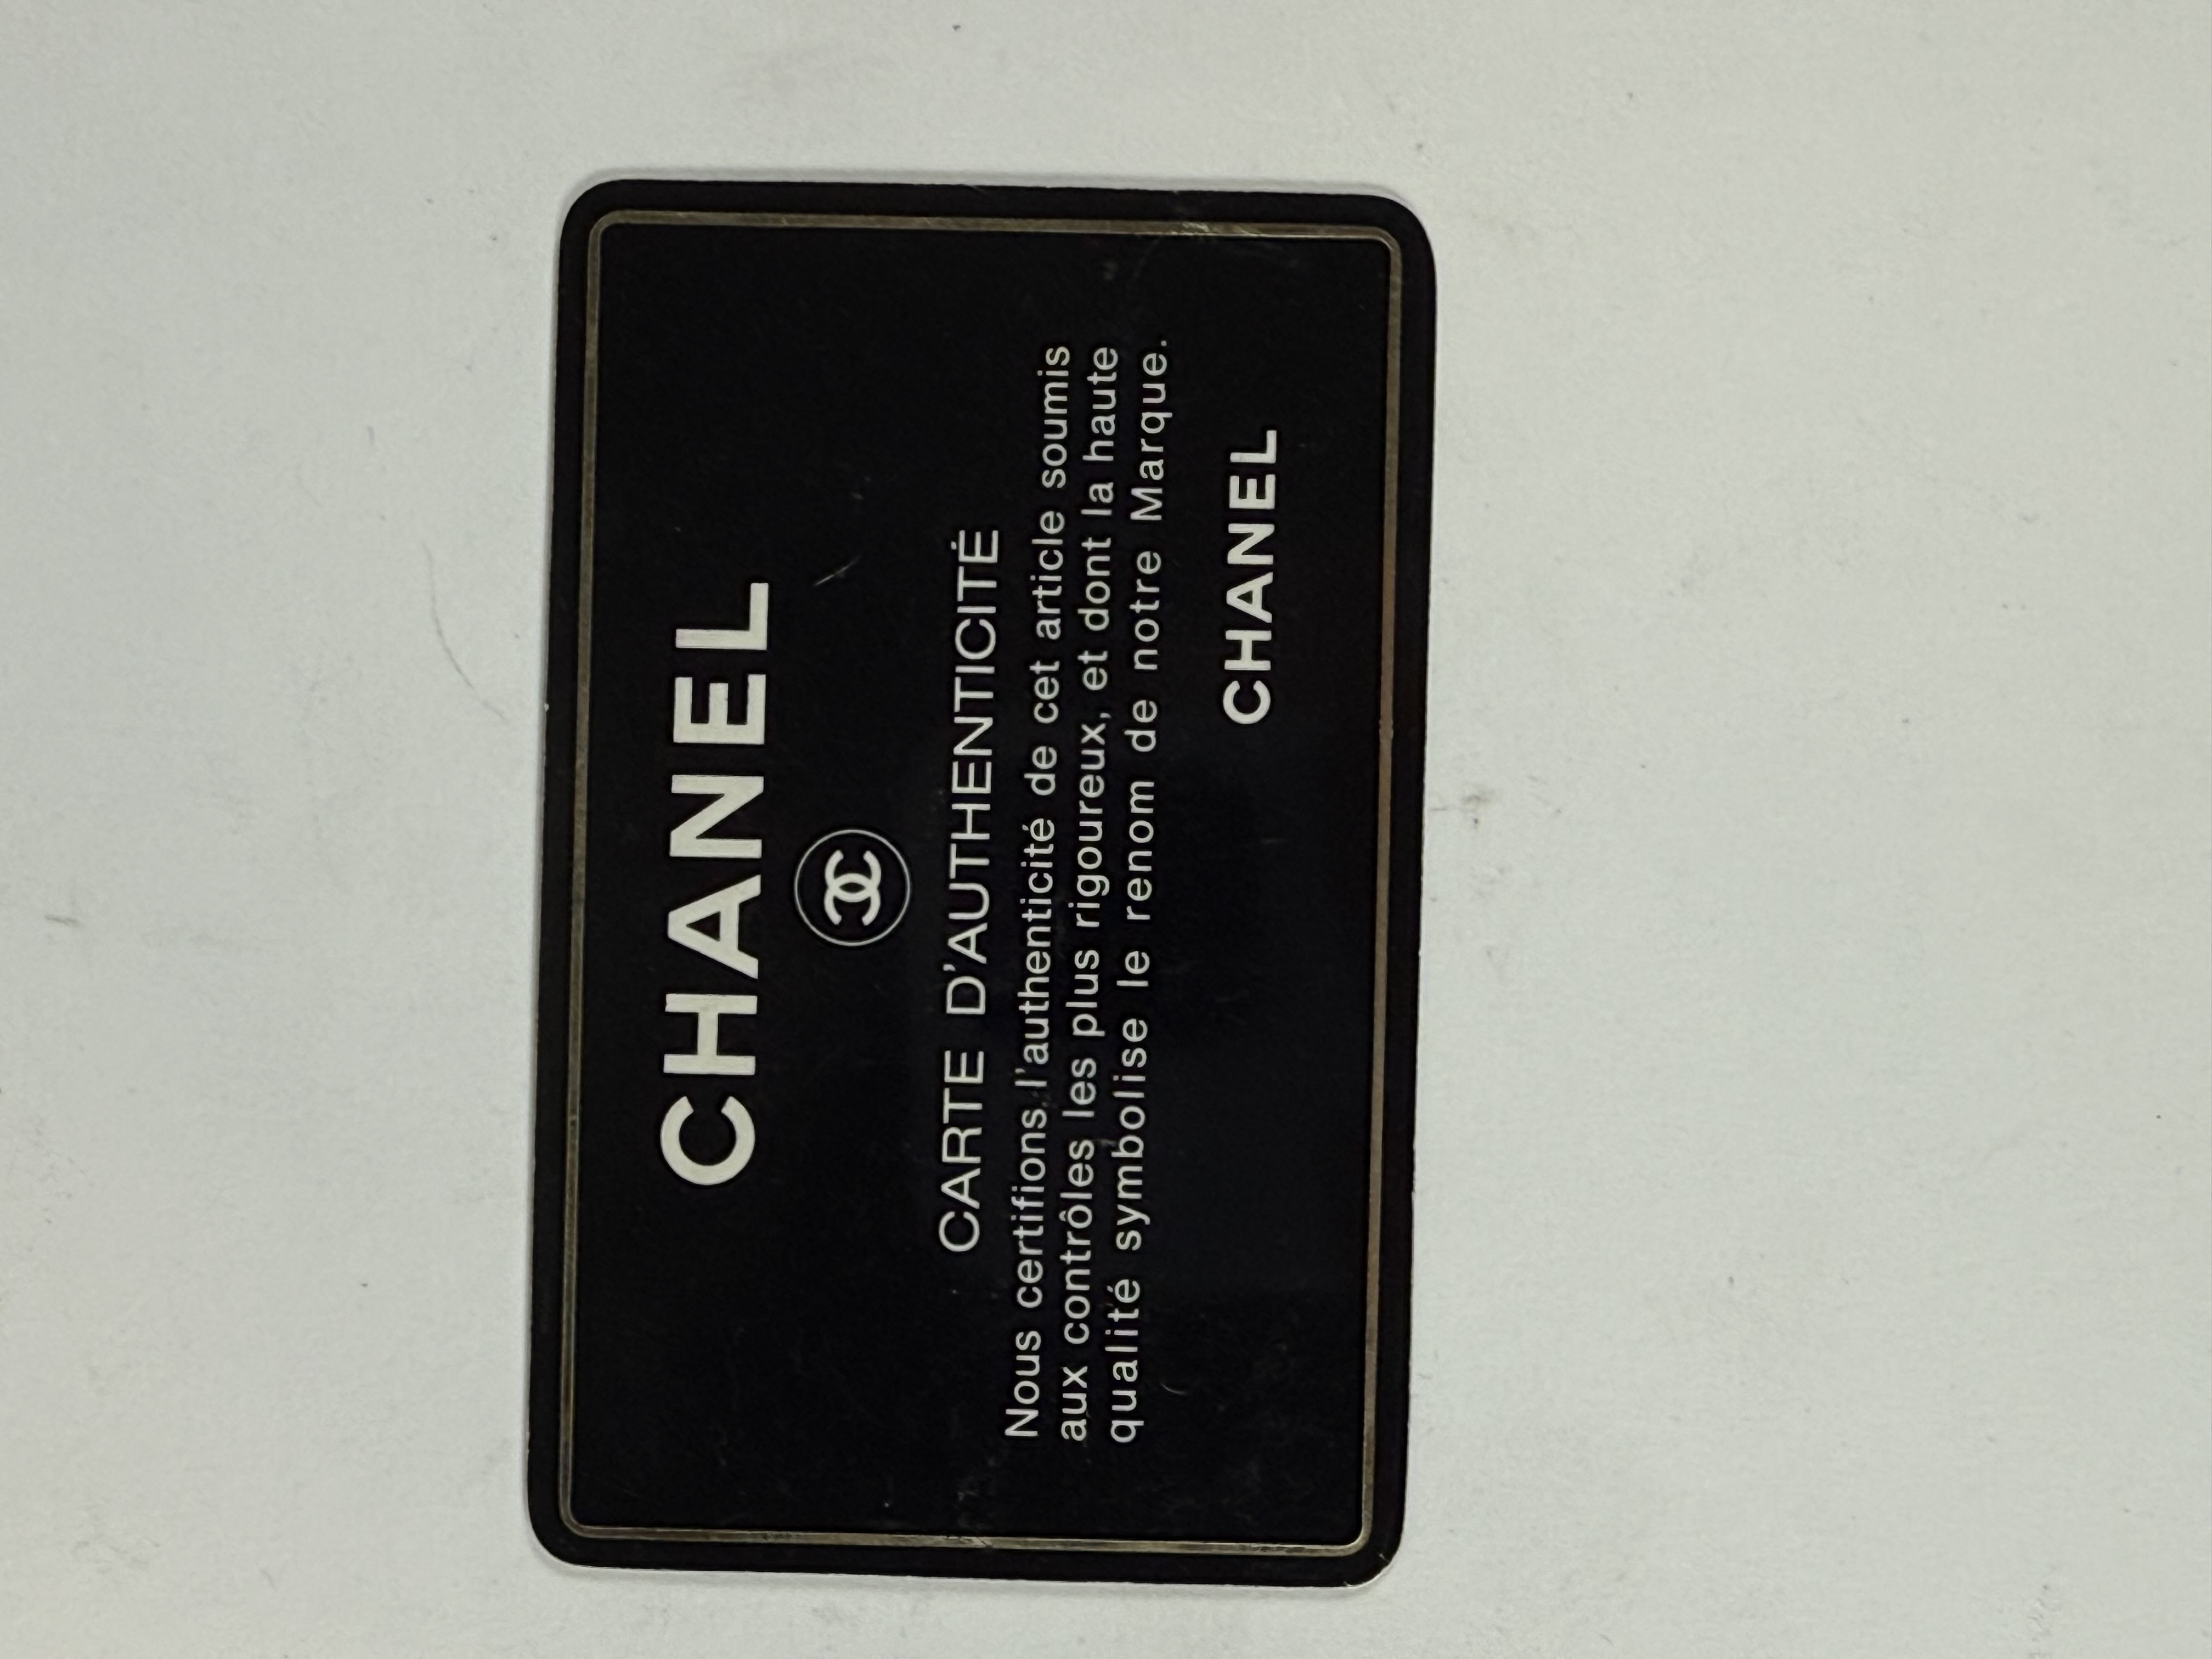 CHANEL
CARTE D'AUTHENTICITÉ
Nous certifions l'authenticité de cet article soumis
aux contrôles les plus rigoureux, et dont la haute
qualité symbolise le renom de notre Marque.
CHANEL